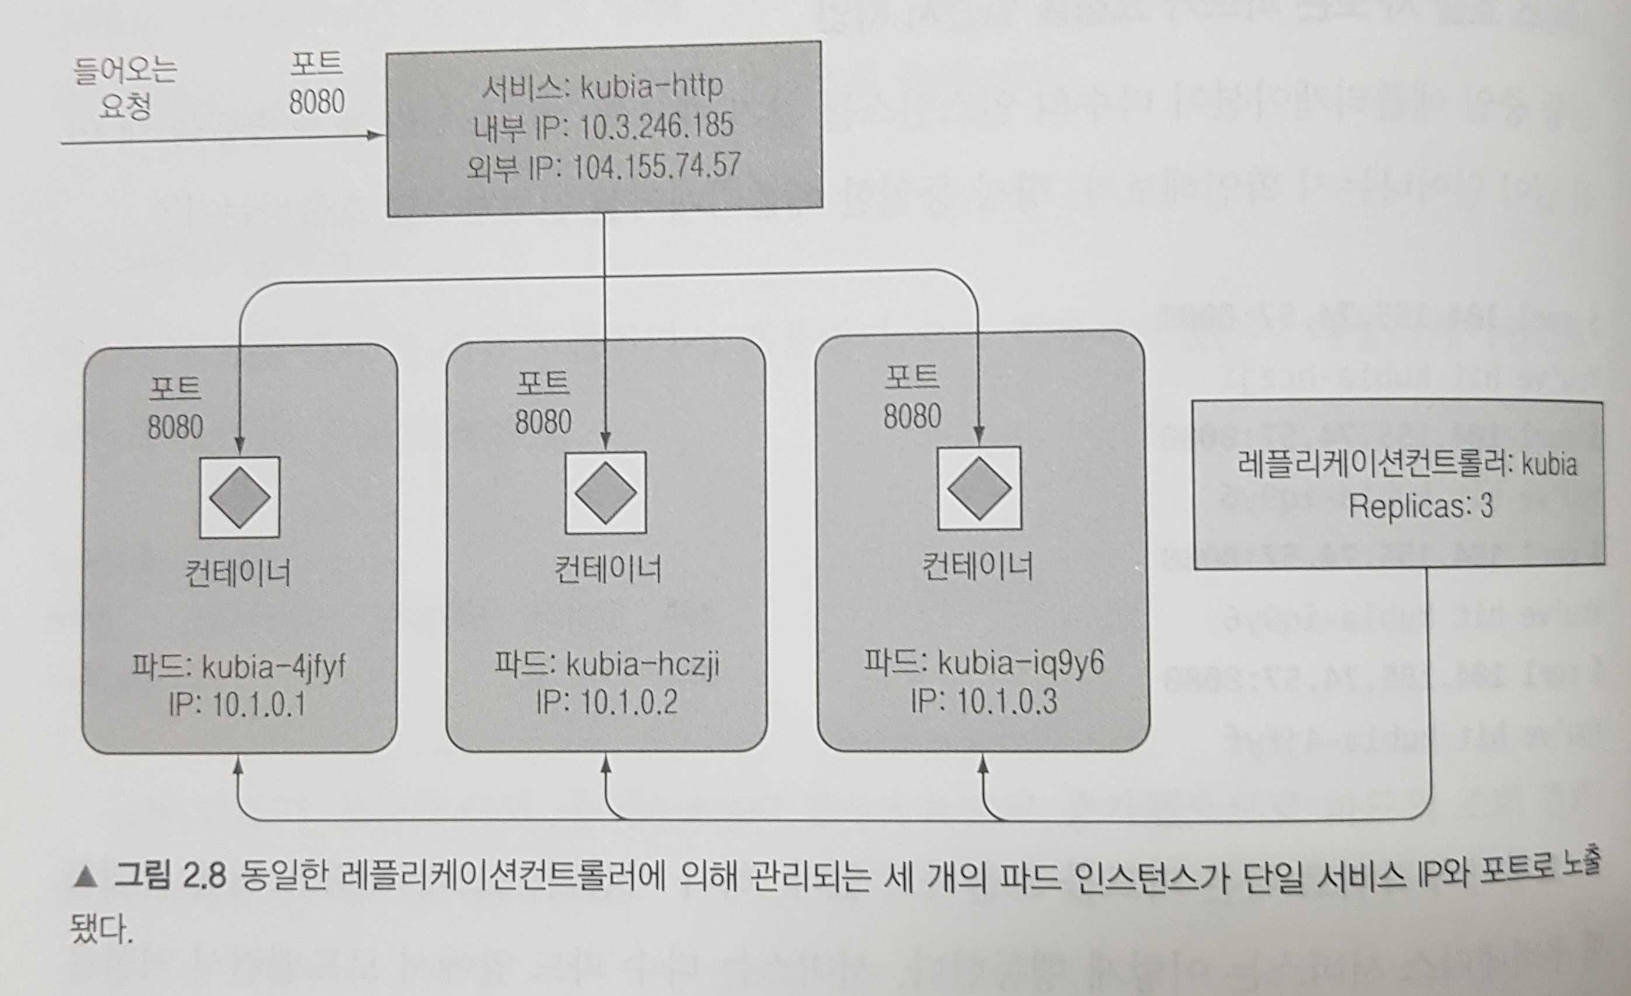 들어오는
요청
포트
8080
서비스: kubia-http
내부 IP: 10.3.246.185
외부 IP: 104.155.74.57
포트
8080
컨테이너
파드: kubia-4jfyf
IP: 10.1.0.1
포트
8080
컨테이너
파드: kubia-hczji
IP: 10.1.0.2
포트
8080
컨테이너
파드: kubia-iq9y6
IP: 10.1.0.3
레플리케이션컨트롤러: kubia
Replicas: 3
▲ 그림 2.8 동일한 레플리케이션컨트롤러에 의해 관리되는 세 개의 파드 인스턴스가 단일 서비스 IP와 포트로 노출
됐다.